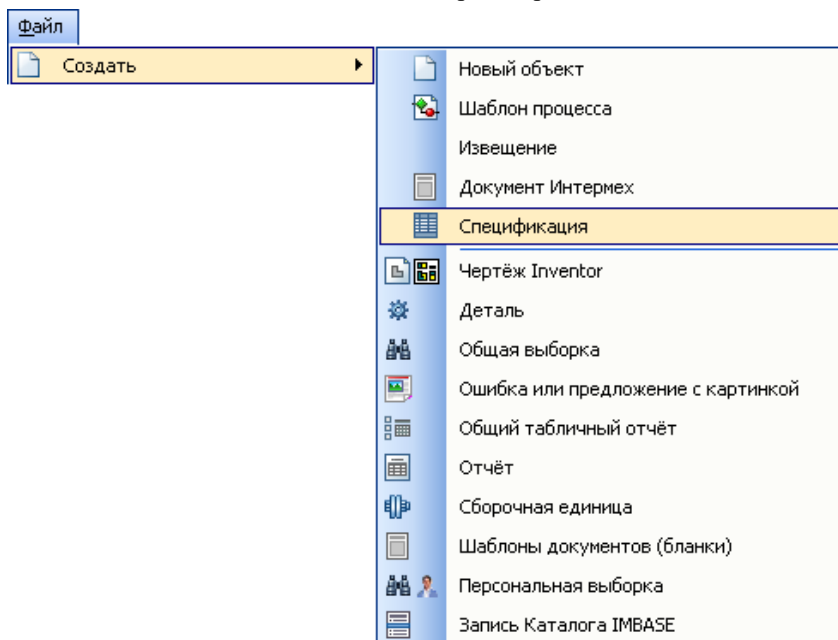 Файл
Создать
Новый объект
Шаблон процесса
Извещение
Документ Интермех
Спецификация
Чертёж Inventor
Деталь
Общая выборка
Ошибка или предложение с картинкой
Общий табличный отчёт
Отчёт
Сборочная единица
Шаблоны документов (бланки)
Персональная выборка
Запись Каталога IMBASE